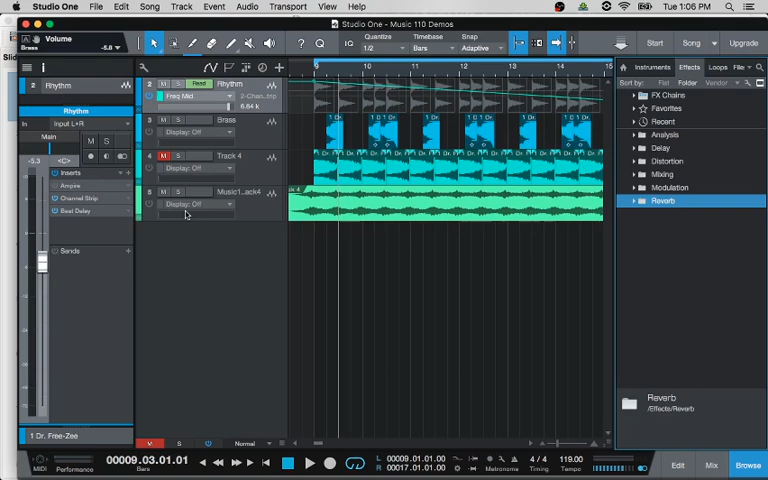 Studio One File Edit Song Track Event Audio Transport View Help Sun 1:06 PM
Studio One - Music 110 Demos
Volume
Brass
-5.8
? Q IQ
Quantize
1/2
Timebase
Bars
Snap
Adaptive
Start Song Upgrade
2 Rhythm
Rhythm
In Input L+R
Main
M S
-5.3 <C>
Inserts
Ampire
Channel Strip
Beat Delay
Sends
1 Dr. Free-Zee
2 M S Read Rhythm
Freq Mid 2-Chan..trip
6.64 k
3 M S Brass
Display: Off
4 M S Track 4
Display: Off
5 M S Music1...ack4
Display: Off
M S Normal
9 10 11 12 13 14 15
Instruments Effects Loops File
Sort by: Flat Folder Vendor
FX Chains
Favorites
Recent
Analysis
Delay
Distortion
Mixing
Modulation
Reverb
Reverb
/Effects/Reverb
MIDI Performance
00009.03.01.01
Bars
L 00009.01.01.00
R 00017.01.01.00
Metronome
4 / 4
Timing
119.00
Tempo
Edit Mix Browse